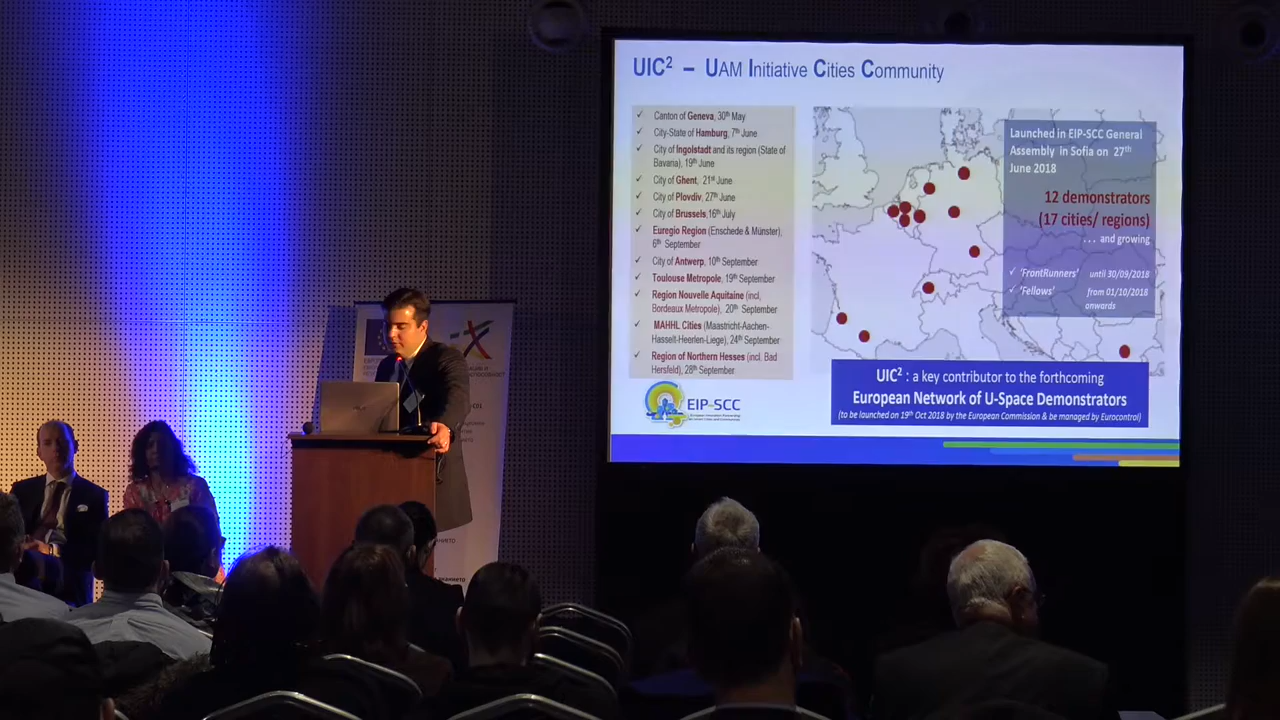 UIC² – UAM Initiative Cities Community
✓ Canton of Geneva, 30th May
✓ City-State of Hamburg, 7th June
✓ City of Ingolstadt and its region (State of
Bavaria), 19th June
✓ City of Ghent, 21st June
✓ City of Plovdiv, 27th June
✓ City of Brussels,16th July
✓ Euregio Region (Enschede & Münster),
6th September
✓ City of Antwerp, 10th September
✓ Toulouse Metropole, 19th September
✓ Region Nouvelle Aquitaine (incl,
Bordeaux Metropole), 20th September
✓ MAHHL Cities (Maastricht-Aachen-
Hasselt-Heerlen-Liege), 24th September
✓ Region of Northern Hesses (incl, Bad
Hersfeld), 28th September
Launched in EIP-SCC General
Assembly in Sofia on 27th
June 2018
12 demonstrators
(17 cities/ regions)
... and growing
✓ 'FrontRunners' until 30/09/2018
✓ 'Fellows' from 01/10/2018
onwards
UIC² : a key contributor to the forthcoming
European Network of U-Space Demonstrators
(to be launched on 19th Oct 2018 by the European Commission & be managed by Eurocontrol)
EIP-SCC